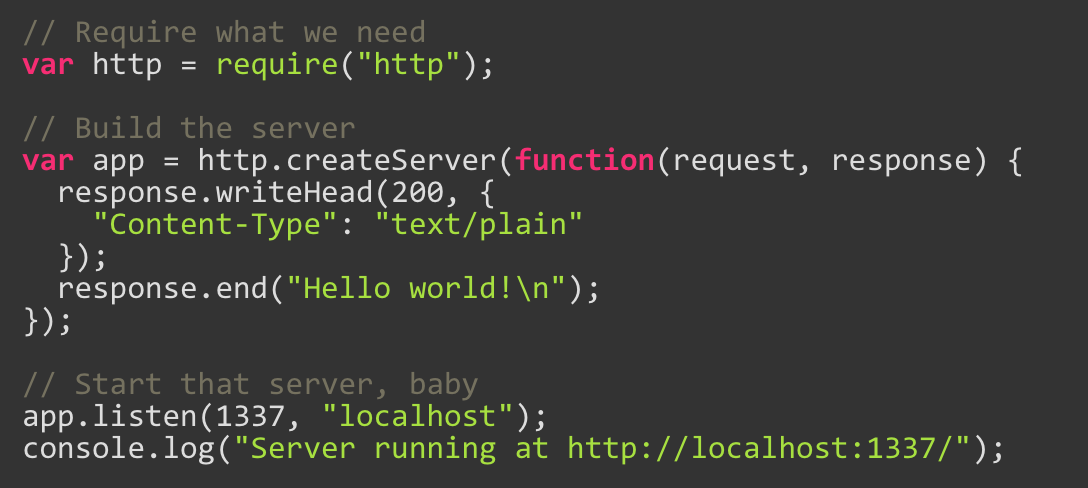 // Require what we need
var http = require("http");

// Build the server
var app = http.createServer(function(request, response) {
  response.writeHead(200, {
    "Content-Type": "text/plain"
  });
  response.end("Hello world!\n");
});

// Start that server, baby
app.listen(1337, "localhost");
console.log("Server running at http://localhost:1337/");